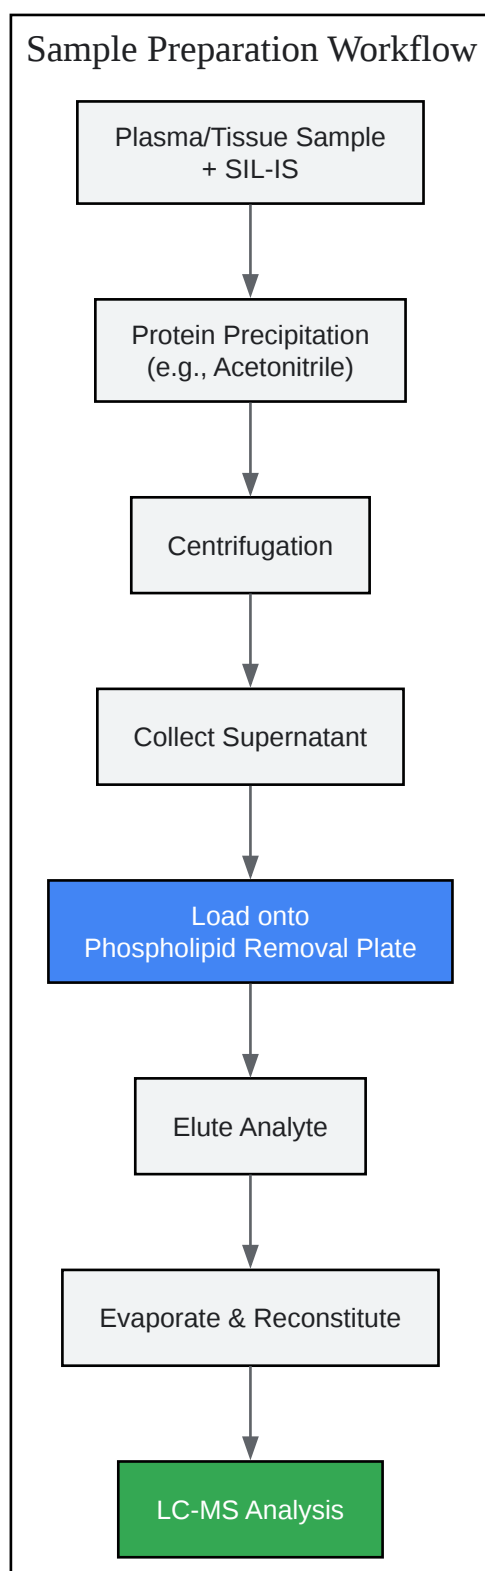 Sample Preparation Workflow
Plasma/Tissue Sample
+ SIL-IS
Protein Precipitation
(e.g., Acetonitrile)
Centrifugation
Collect Supernatant
Load onto
Phospholipid Removal Plate
Elute Analyte
Evaporate & Reconstitute
LC-MS Analysis